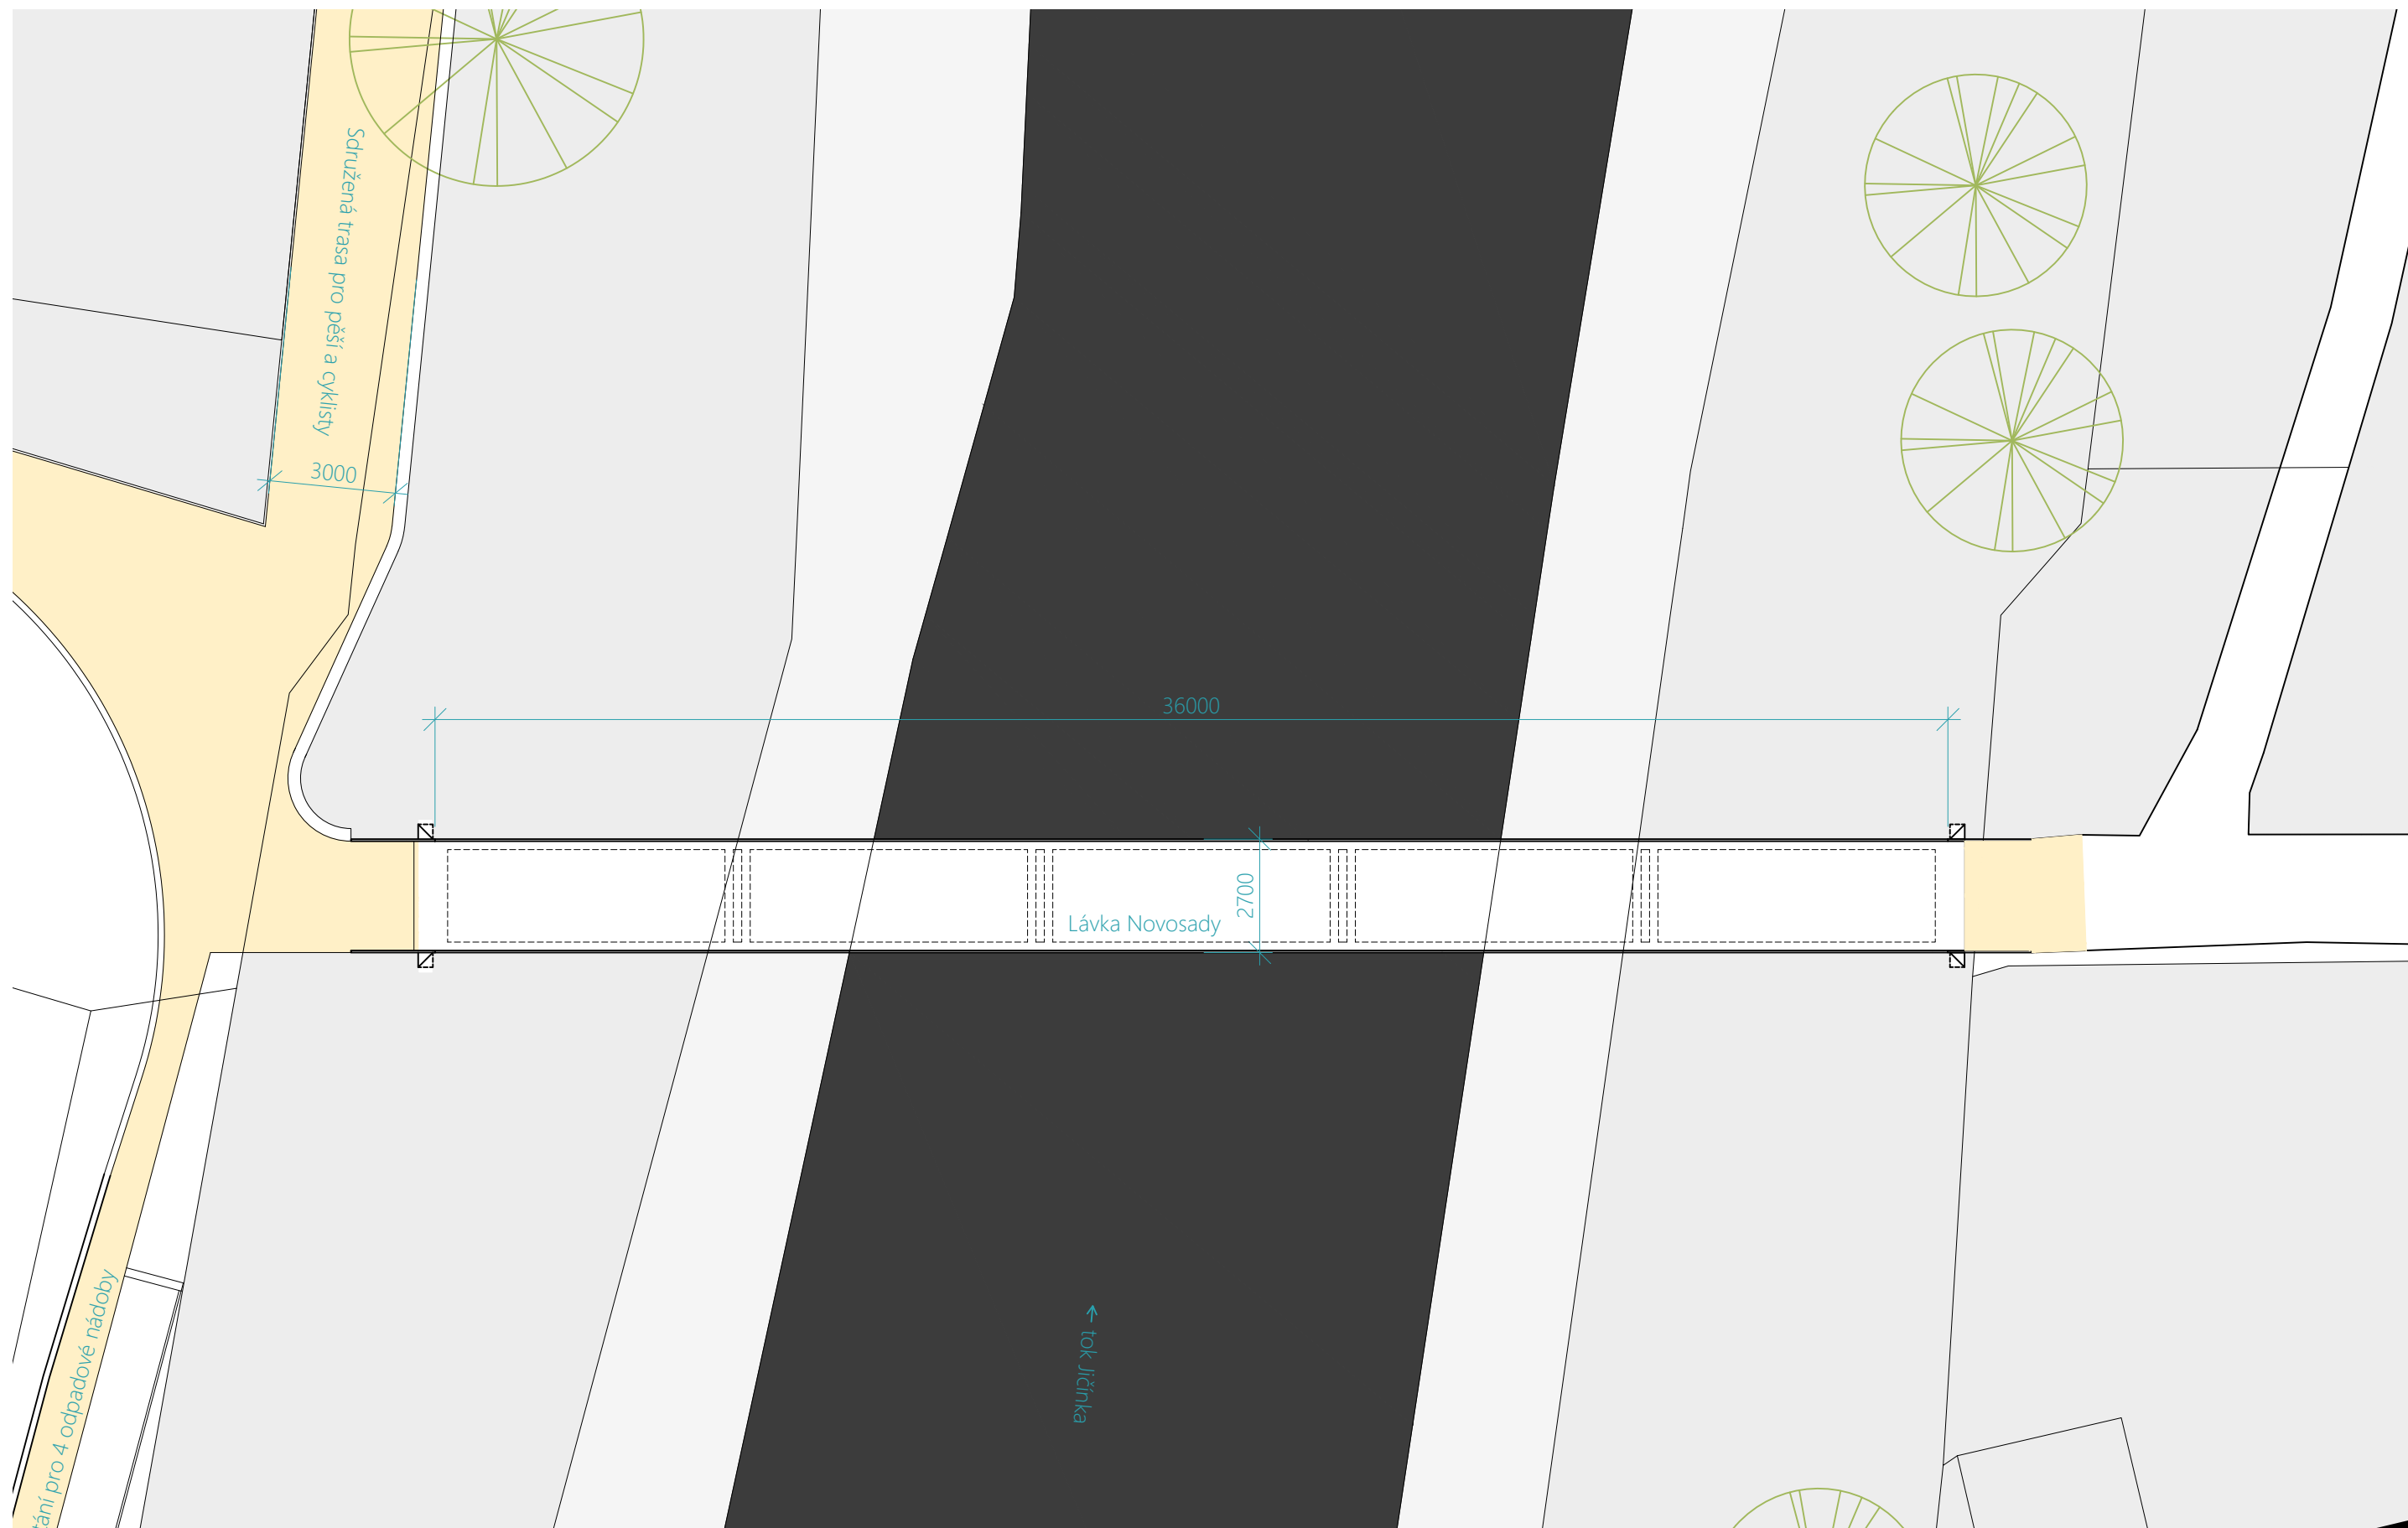 Sdružená trasa pro pěší a cyklisty
3000
36000
2700
Lávka Novosady
← tok Jičínka
pro 4 odpadové nádoby